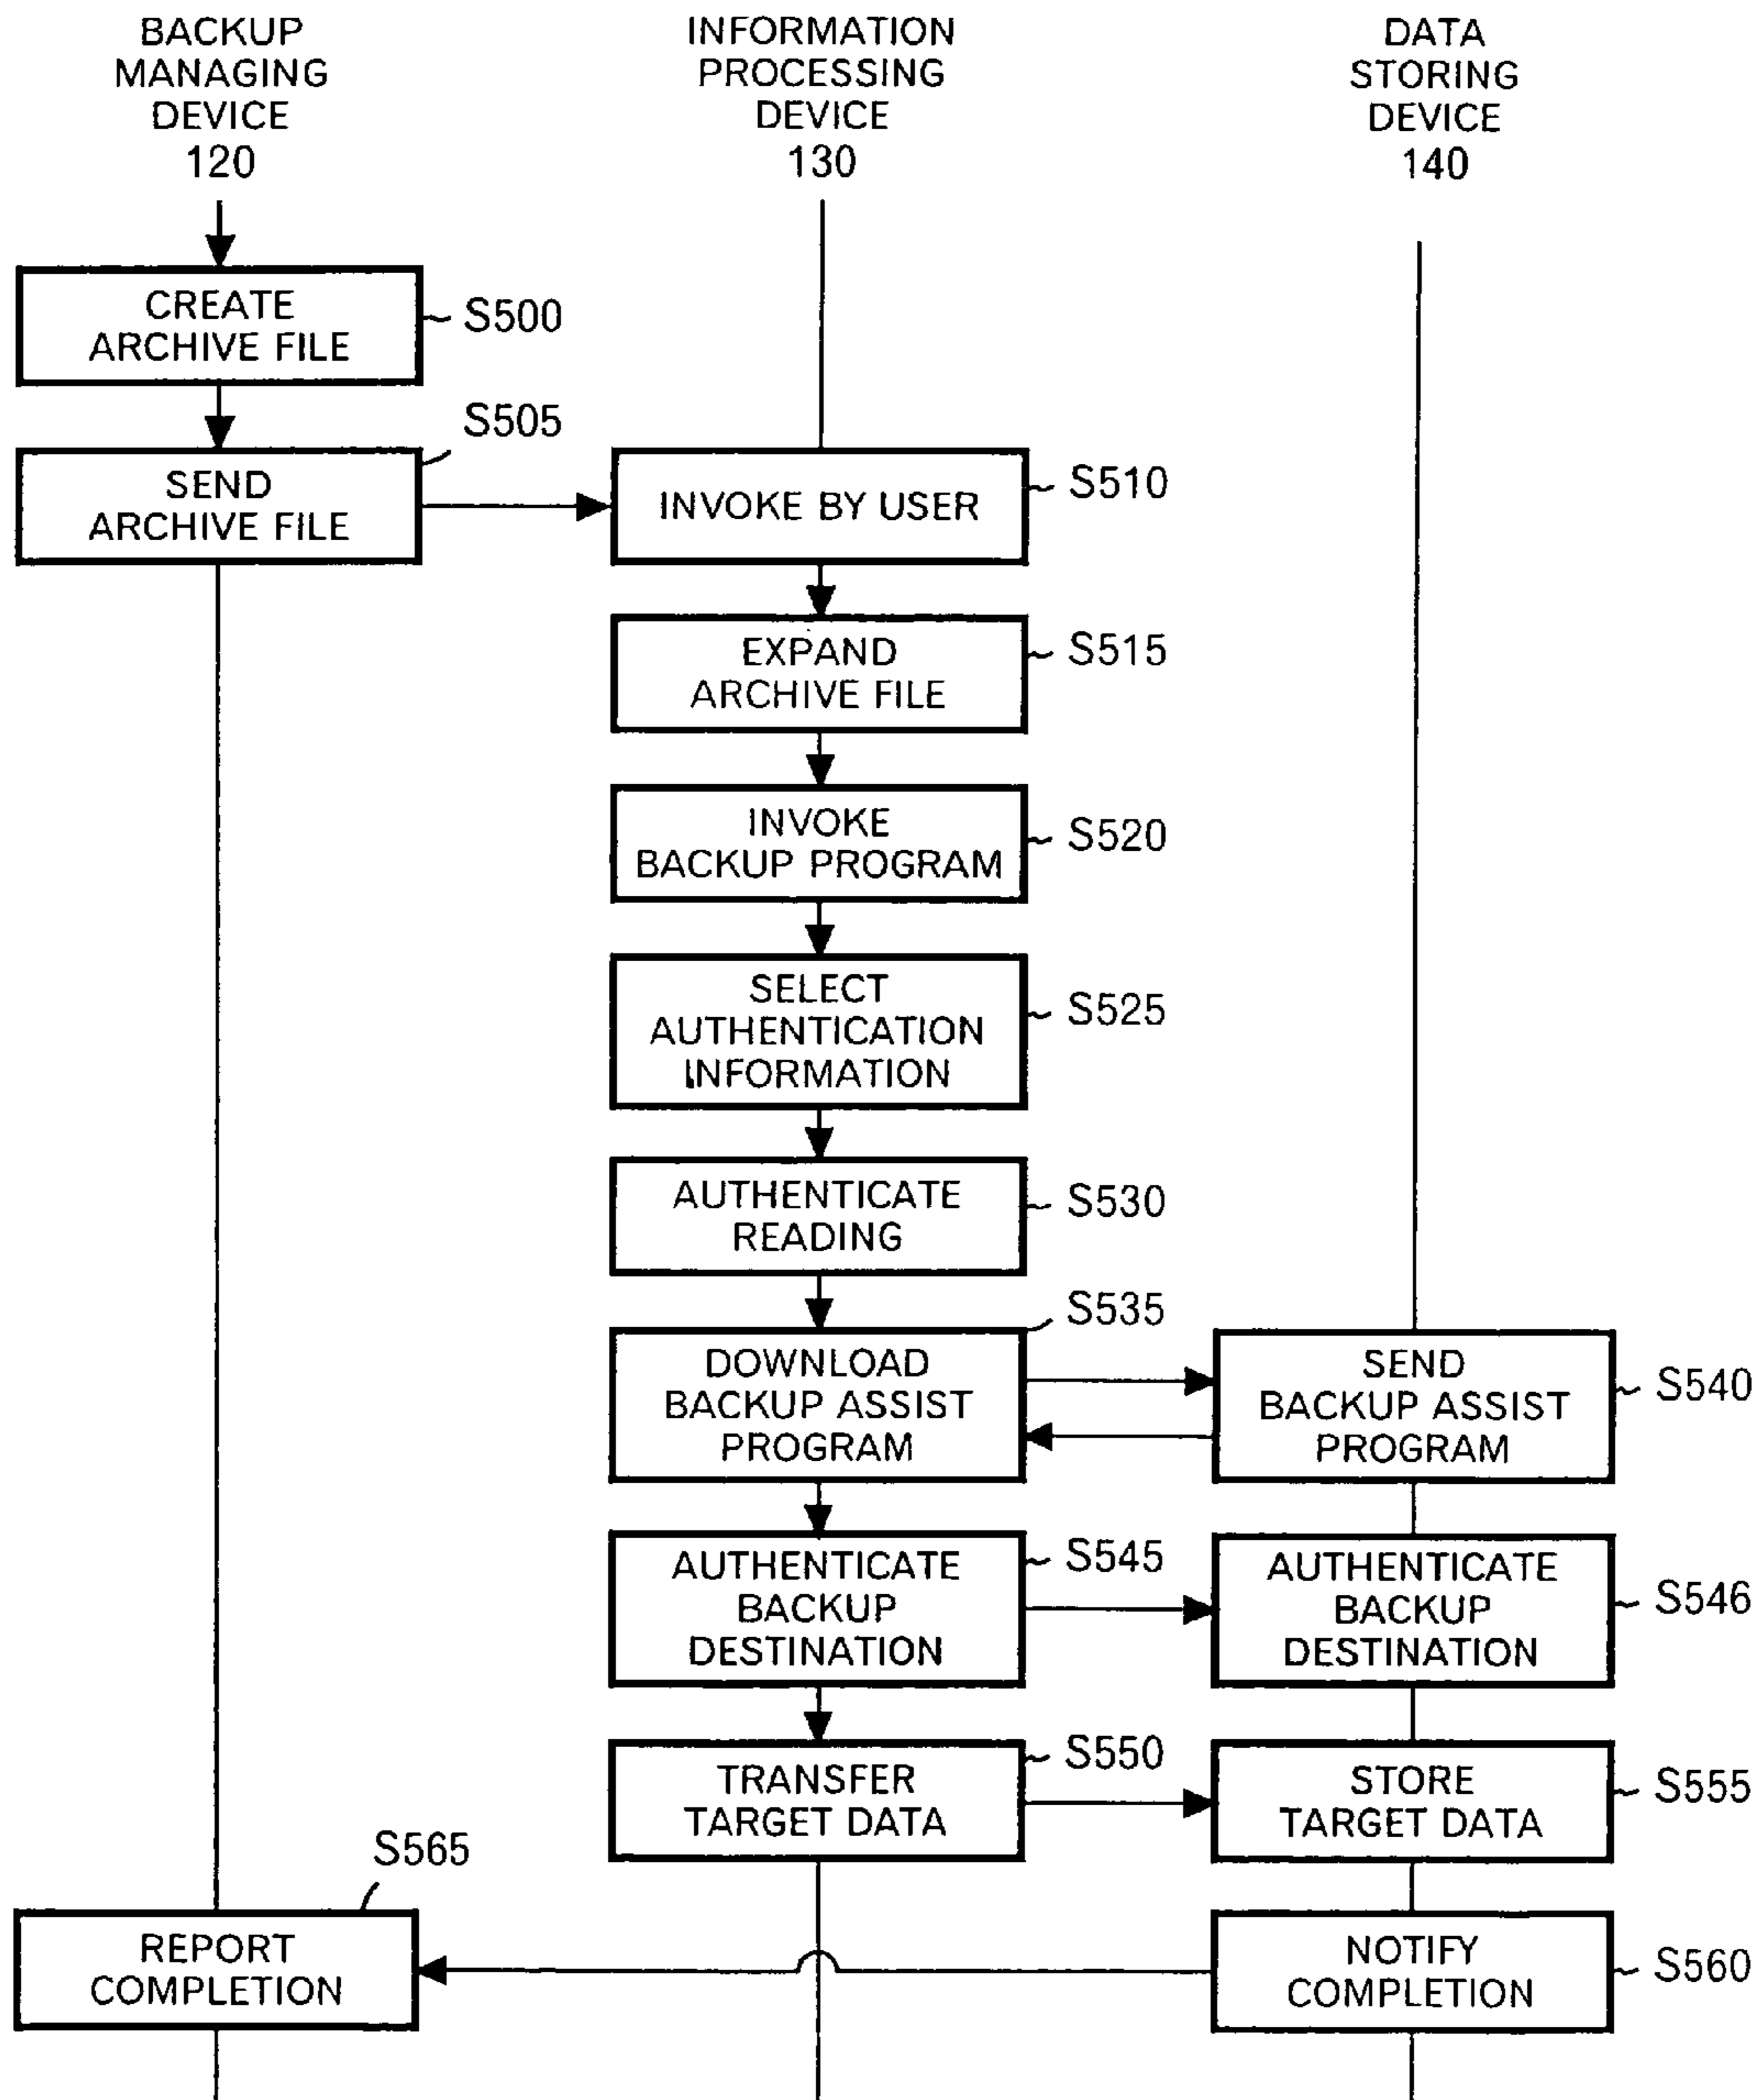 BACKUP
MANAGING
DEVICE
120
INFORMATION
PROCESSING
DEVICE
130
DATA
STORING
DEVICE
140
CREATE
ARCHIVE FILE
S500
SEND
ARCHIVE FILE
S505
INVOKE BY USER
S510
EXPAND
ARCHIVE FILE
S515
INVOKE
BACKUP PROGRAM
S520
SELECT
AUTHENTICATION
INFORMATION
S525
AUTHENTICATE
READING
S530
DOWNLOAD
BACKUP ASSIST
PROGRAM
S535
SEND
BACKUP ASSIST
PROGRAM
S540
AUTHENTICATE
BACKUP
DESTINATION
S545
AUTHENTICATE
BACKUP
DESTINATION
S546
TRANSFER
TARGET DATA
S550
STORE
TARGET DATA
S555
REPORT
COMPLETION
S565
NOTIFY
COMPLETION
S560